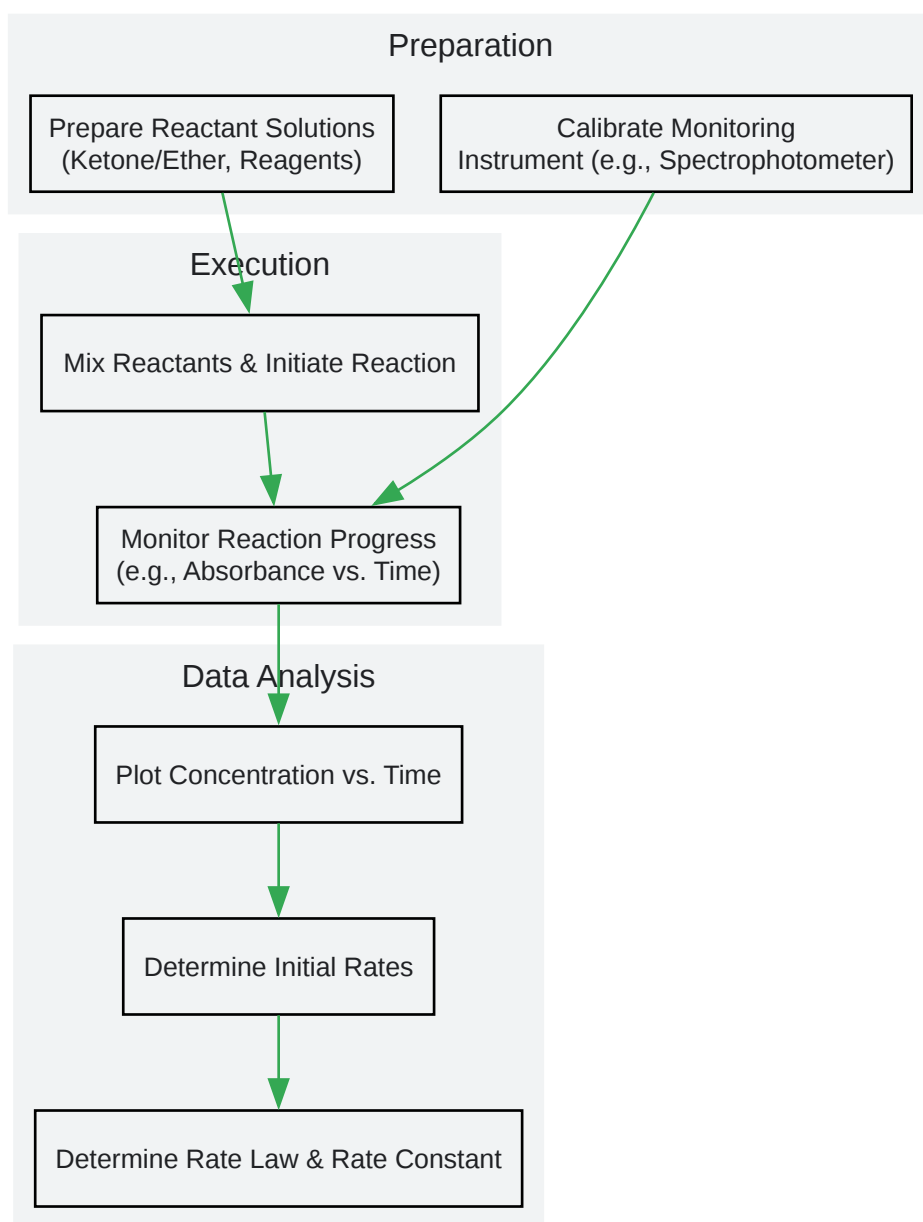 Preparation
Prepare Reactant Solutions
(Ketone/Ether, Reagents)
Calibrate Monitoring
Instrument (e.g., Spectrophotometer)
Execution
Mix Reactants & Initiate Reaction
Monitor Reaction Progress
(e.g., Absorbance vs. Time)
Data Analysis
Plot Concentration vs. Time
Determine Initial Rates
Determine Rate Law & Rate Constant